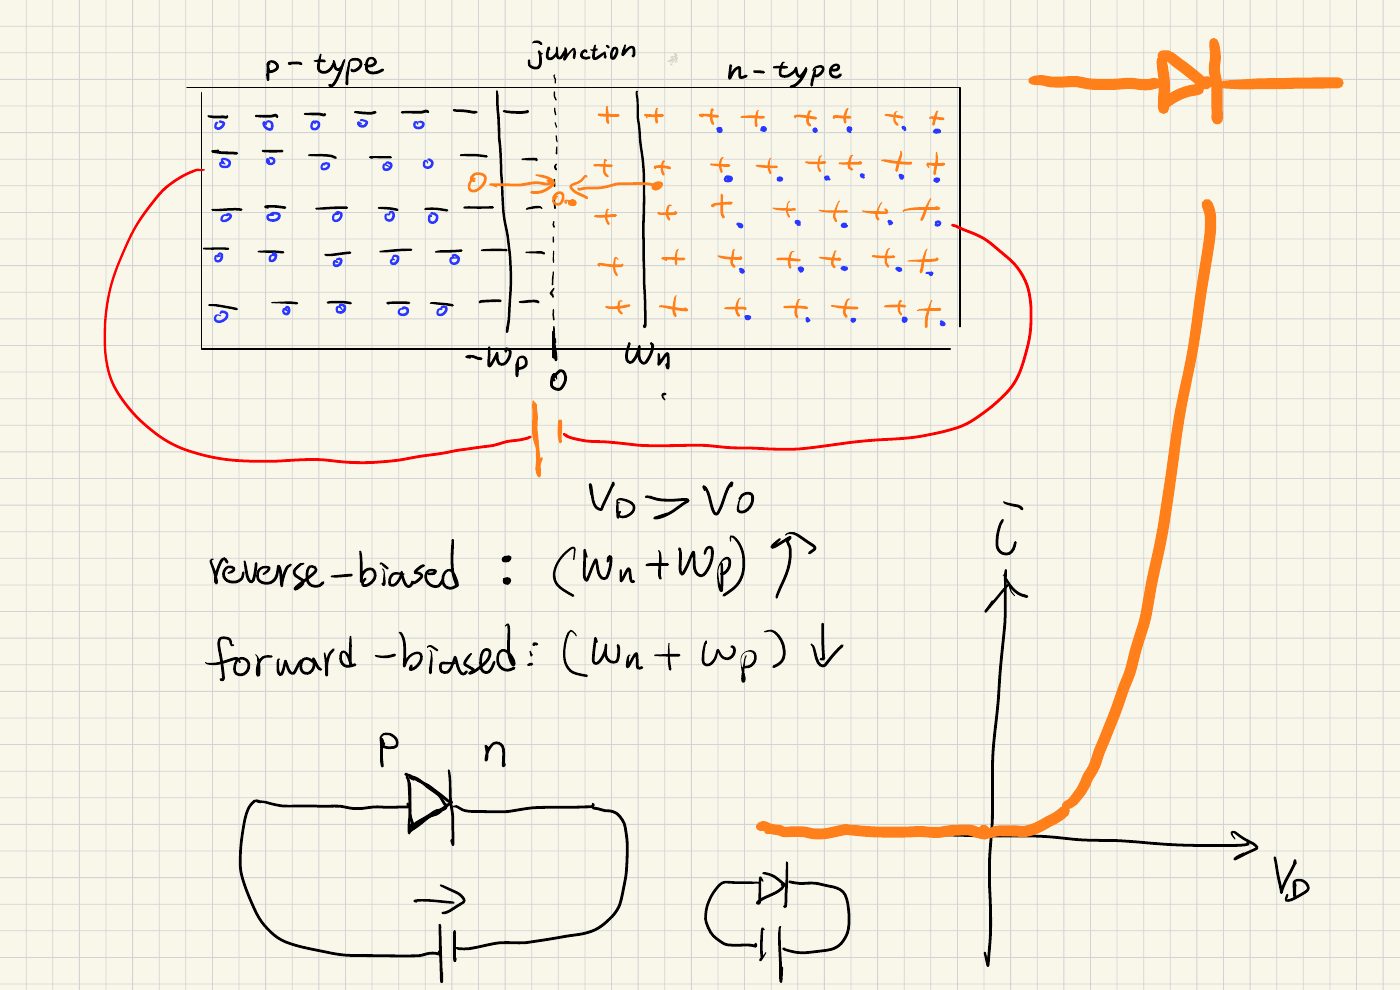 p-type
junction
n-type
-Wp
0
Wn
VD > V0
reverse-biased : (Wn+Wp) ↑
forward-biased : (Wn+Wp) ↓
i
P n
VD